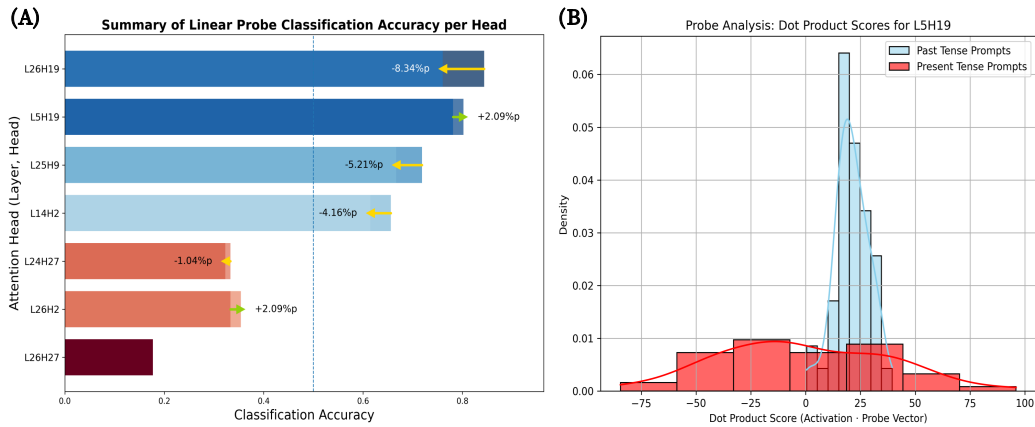 (A)
Summary of Linear Probe Classification Accuracy per Head
Attention Head (Layer, Head)
L26H19
-8.34%p
L5H19
+2.09%p
L25H9
-5.21%p
L14H2
-4.16%p
L24H27
-1.04%p
L26H2
+2.09%p
L26H27
0.0 0.2 0.4 0.6 0.8
Classification Accuracy
(B)
Probe Analysis: Dot Product Scores for L5H19
Past Tense Prompts
Present Tense Prompts
Density
0.06
0.05
0.04
0.03
0.02
0.01
0.00
−75 −50 −25 0 25 50 75 100
Dot Product Score (Activation · Probe Vector)